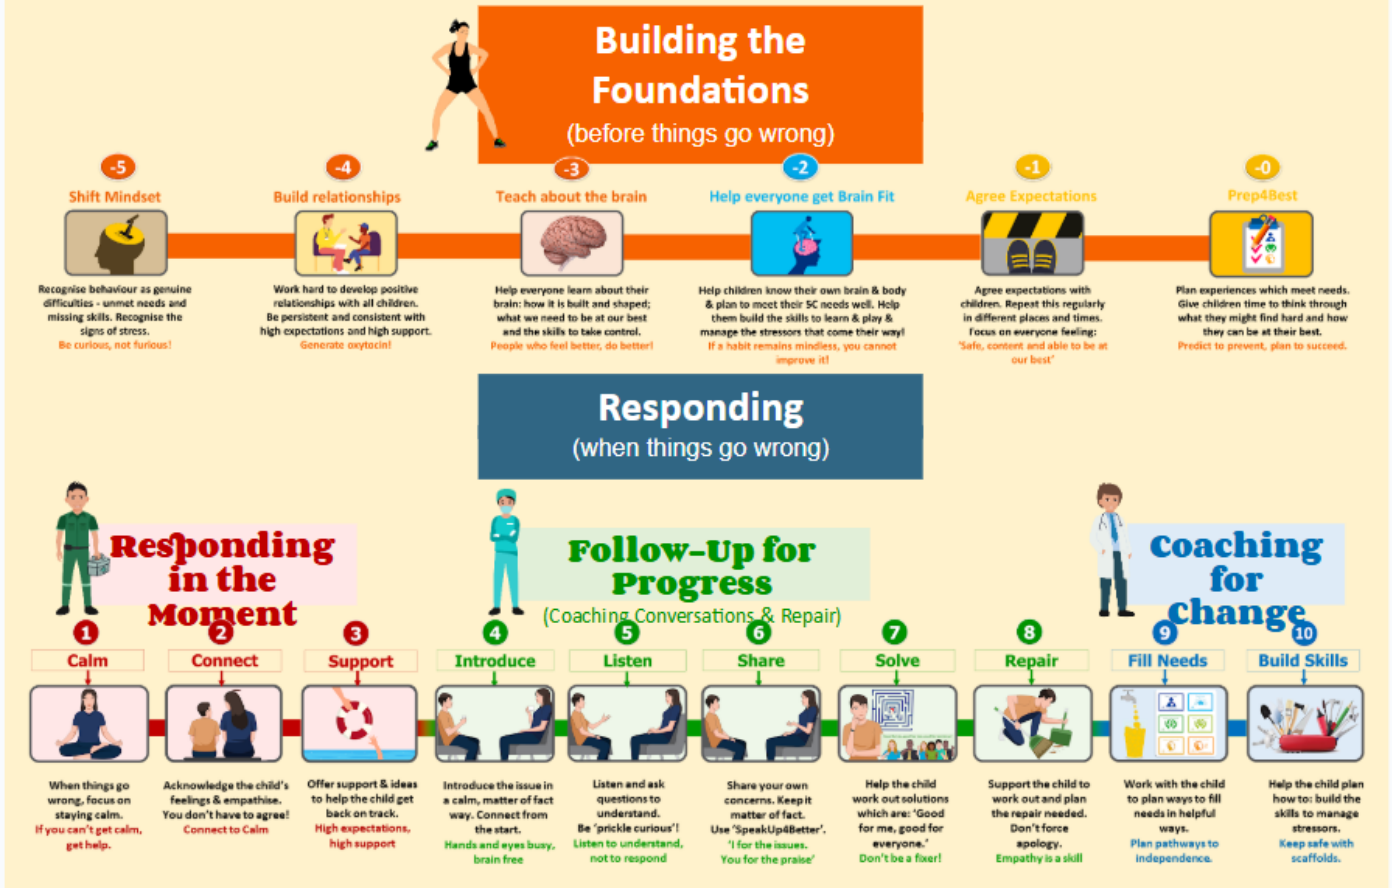 Building the
Foundations
(before things go wrong)
-5
Shift Mindset
Recognise behaviour as genuine
difficulties - unmet needs and
missing skills. Recognise the
signs of stress.
Be curious, not furious!
-4
Build relationships
Work hard to develop positive
relationships with all children.
Be persistent and consistent with
high expectations and high support.
Generate oxytocin!
-3
Teach about the brain
Help everyone learn about their
brain: how it is built and shaped;
what we need to be at our best
and the skills to take control.
People who feel better, do better!
-2
Help everyone get Brain Fit
Help children know their own brain & body
& plan to meet their 5C needs well. Help
them build the skills to learn & play &
manage the stressors that come their way!
If a habit remains mindless, you cannot
improve it!
-1
Agree Expectations
Agree expectations with
children. Repeat this regularly
in different places and times.
Focus on everyone feeling:
'Safe, content and able to be at
our best'
-0
Prep4Best
Plan experiences which meet needs.
Give children time to think through
what they might find hard and how
they can be at their best.
Predict to prevent, plan to succeed.
Responding
(when things go wrong)
Responding
in the
Moment
1
Calm
When things go
wrong, focus on
staying calm.
If you can't get calm,
get help.
2
Connect
Acknowledge the child's
feelings & empathise.
You don't have to agree!
Connect to Calm
3
Support
Offer support & ideas
to help the child get
back on track.
High expectations,
high support
Follow-Up for
Progress
(Coaching Conversations & Repair)
4
Introduce
Introduce the issue in
a calm, matter of fact
way. Connect from
the start.
Hands and eyes busy,
brain free
5
Listen
Listen and ask
questions to
understand.
Be 'prickle curious'!
Listen to understand,
not to respond
6
Share
Share your own
concerns. Keep it
matter of fact.
Use 'SpeakUp4Better'.
'I for the issues.
You for the praise'
7
Solve
Help the child
work out solutions
which are: 'Good
for me, good for
everyone.'
Don't be a fixer!
8
Repair
Support the child to
work out and plan
the repair needed.
Don't force
apology.
Empathy is a skill
Coaching
for
Change
9
Fill Needs
Work with the child
to plan ways to fill
needs in helpful
ways.
Plan pathways to
independence.
10
Build Skills
Help the child plan
how to: build the
skills to manage
stressors.
Keep safe with
scaffolds.